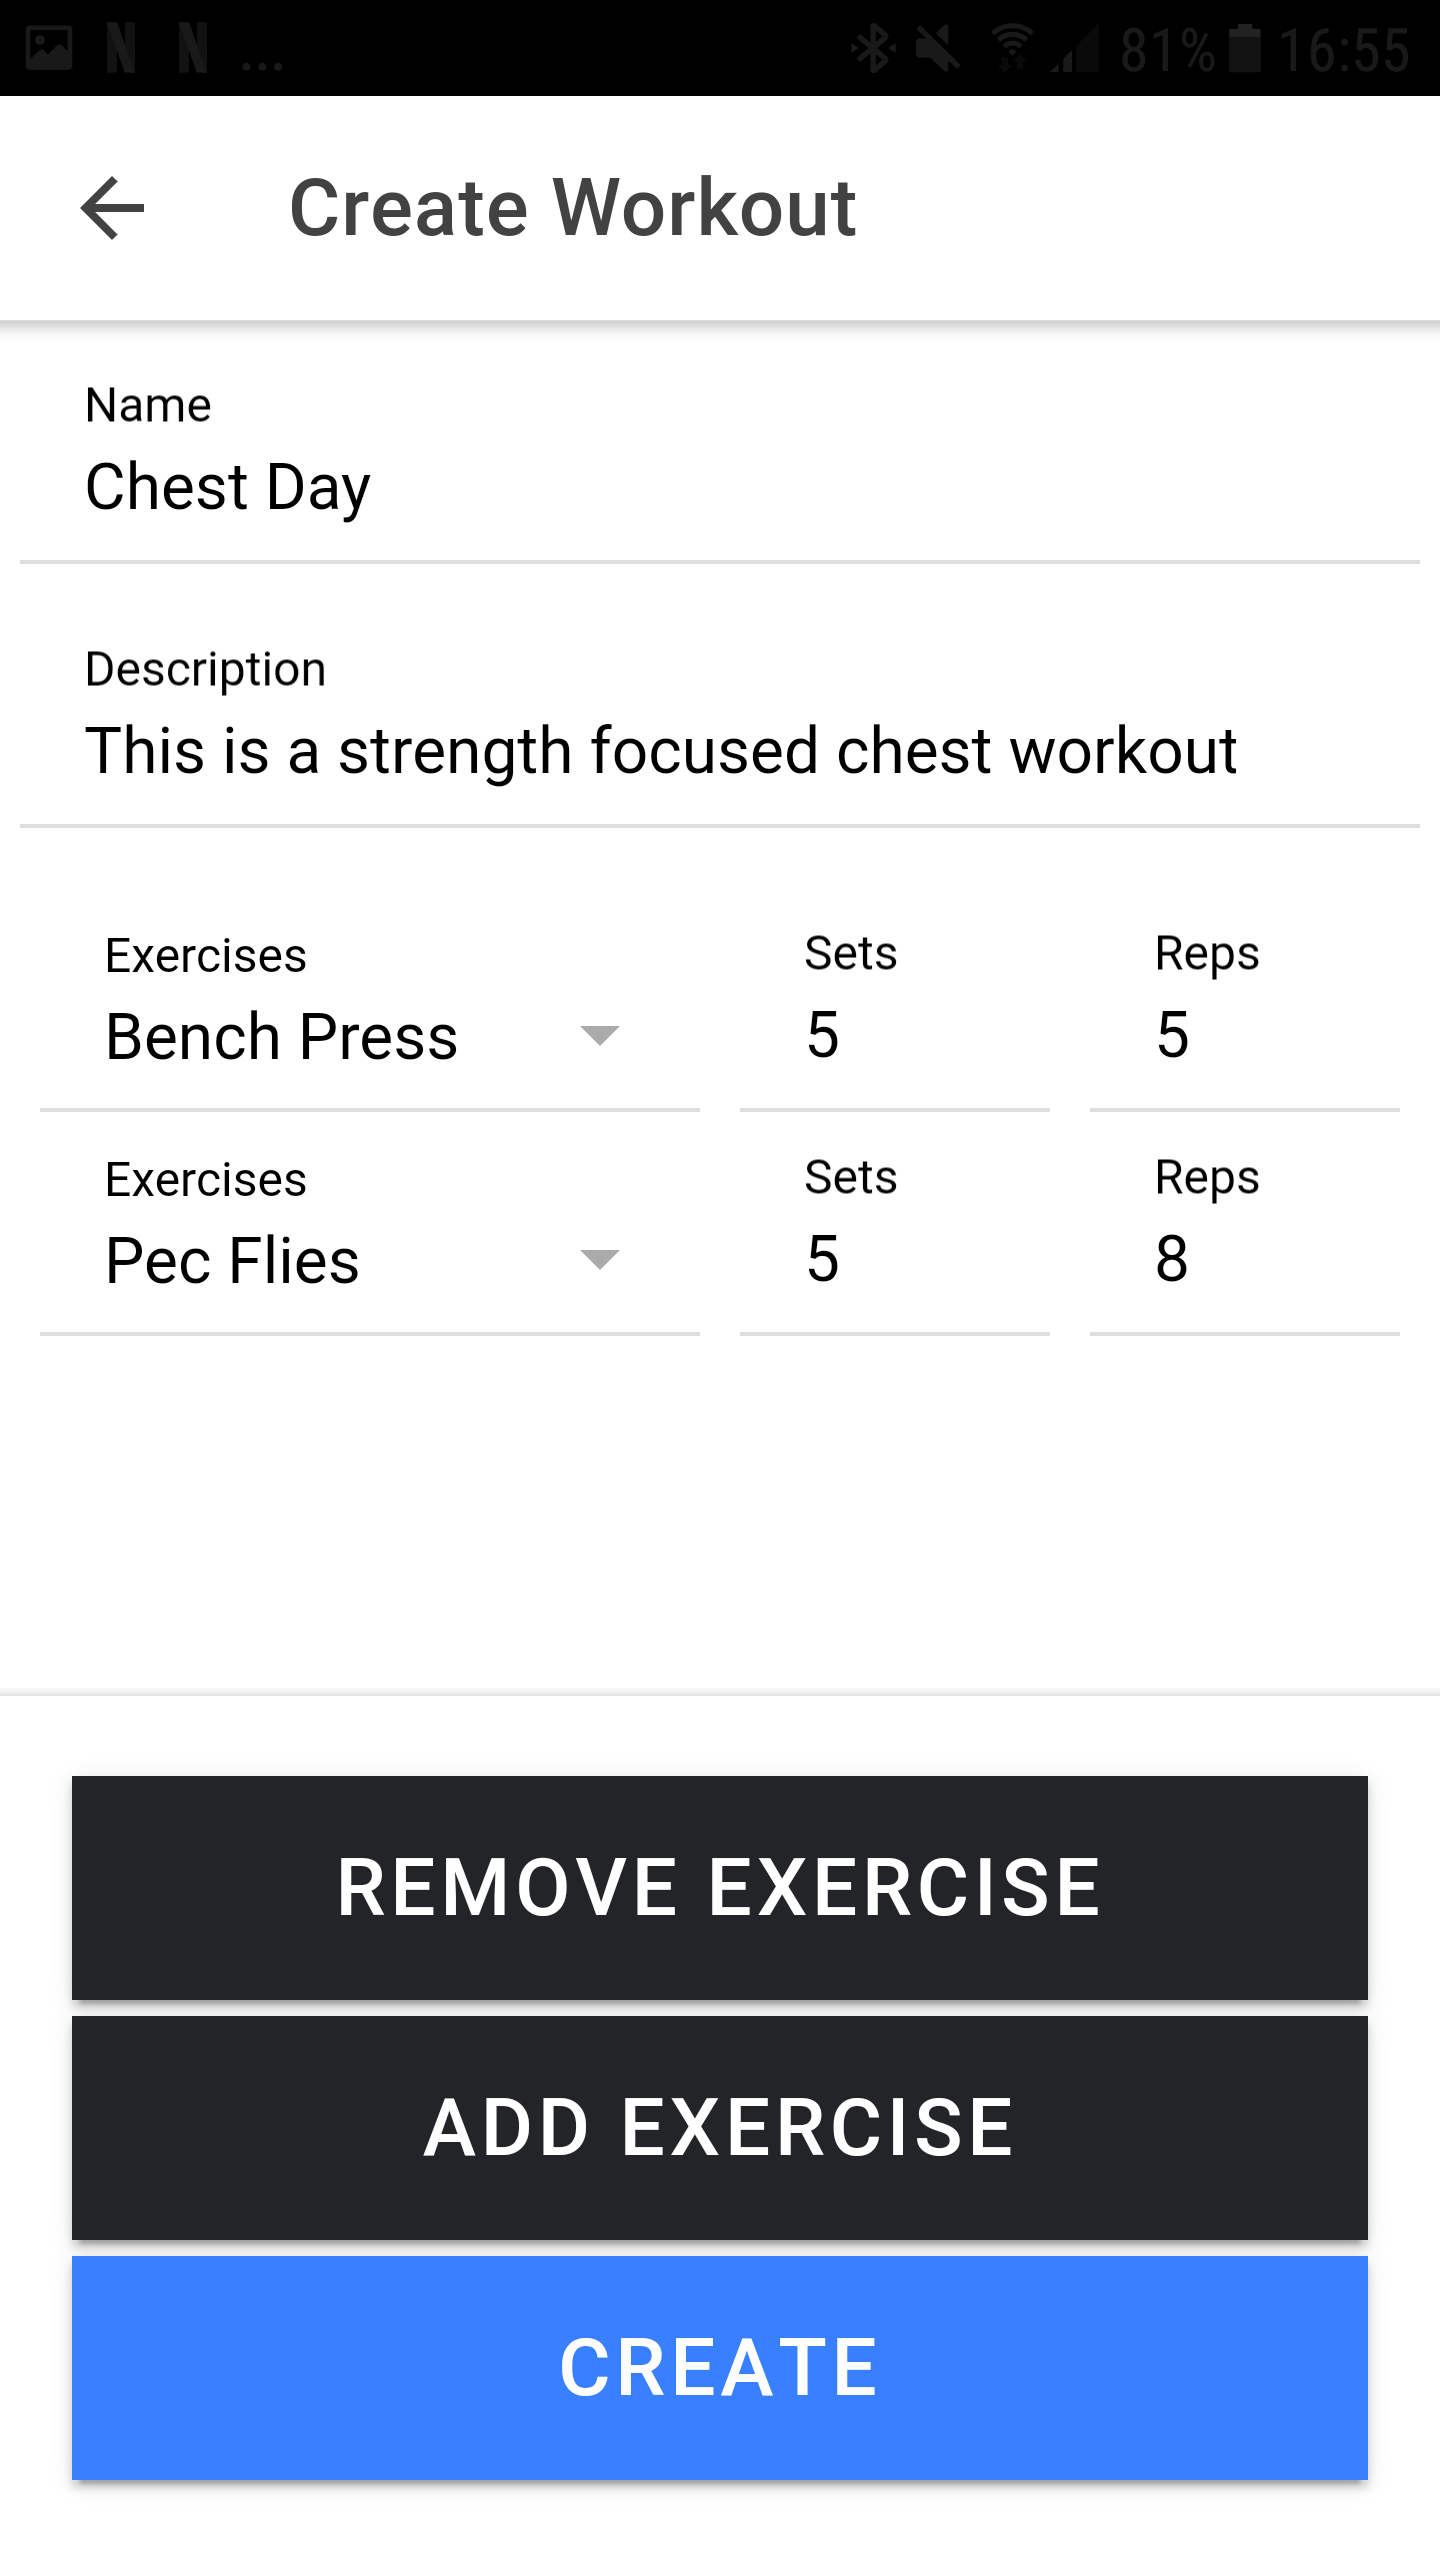 ... 81% 16:55
Create Workout
Name
Chest Day
Description
This is a strength focused chest workout
Exercises Sets Reps
Bench Press 5 5
Exercises Sets Reps
Pec Flies 5 8
REMOVE EXERCISE
ADD EXERCISE
CREATE